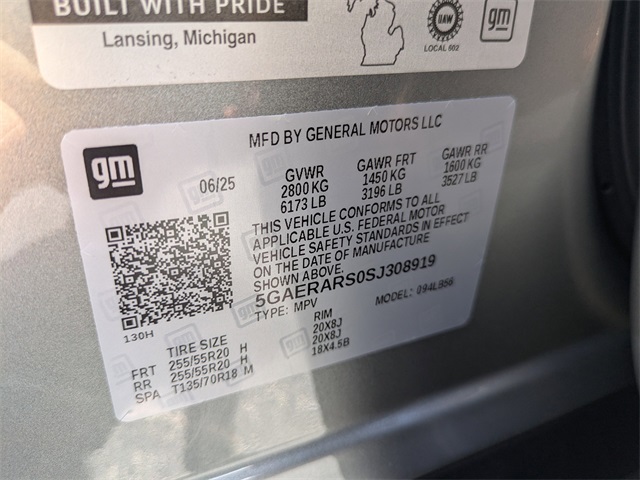 BUILT WITH PRIDE
Lansing, Michigan
UAW
LOCAL 602
gm
MFD BY GENERAL MOTORS LLC
gm
06/25
GVWR
2800 KG
6173 LB
GAWR FRT
1450 KG
3196 LB
GAWR RR
1600 KG
3527 LB
THIS VEHICLE CONFORMS TO ALL
APPLICABLE U.S. FEDERAL MOTOR
VEHICLE SAFETY STANDARDS IN EFFECT
ON THE DATE OF MANUFACTURE
SHOWN ABOVE.
5GAERARS0SJ308919
TYPE: MPV
MODEL: 094LB56
130H
TIRE SIZE
RIM
FRT 255/55R20 H 20X8J
RR 255/55R20 H 20X8J
SPA T135/70R18 M 18X4.5B